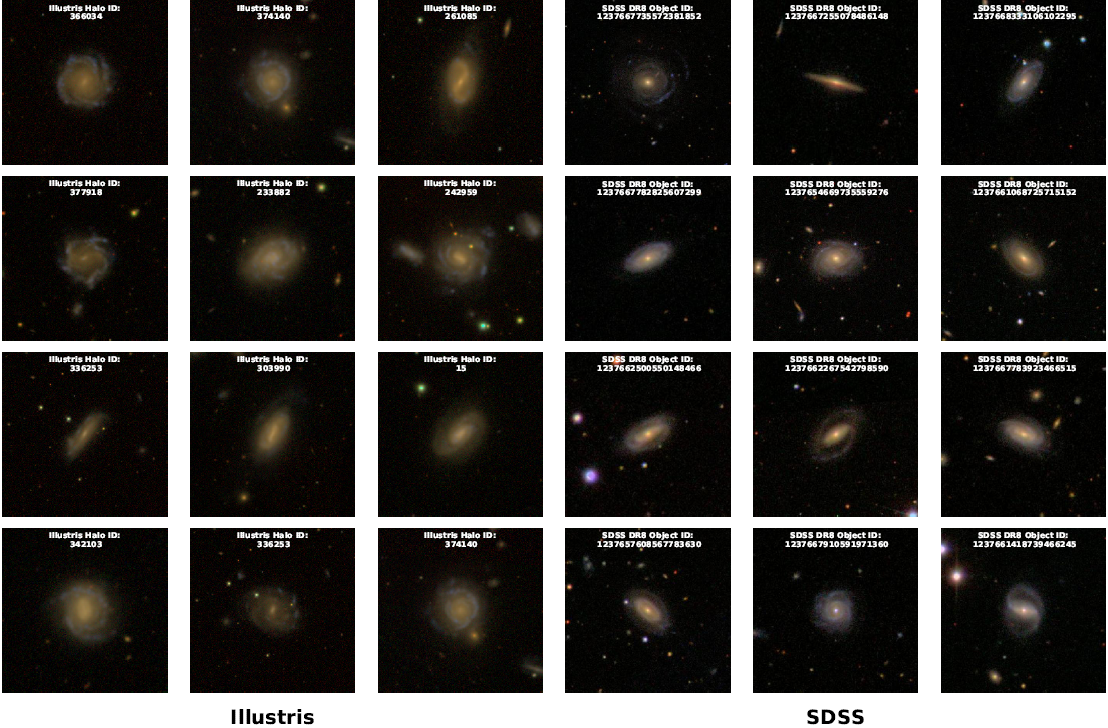 Illustris Halo ID:
366034
Illustris Halo ID:
374140
Illustris Halo ID:
261085
SDSS DR8 Object ID:
1237667735572381852
SDSS DR8 Object ID:
1237667255078486148
SDSS DR8 Object ID:
1237668333106102295
Illustris Halo ID:
377918
Illustris Halo ID:
233882
Illustris Halo ID:
242959
SDSS DR8 Object ID:
1237667782825607299
SDSS DR8 Object ID:
1237654669735559276
SDSS DR8 Object ID:
1237661068725715152
Illustris Halo ID:
336253
Illustris Halo ID:
303990
Illustris Halo ID:
15
SDSS DR8 Object ID:
1237662500550148466
SDSS DR8 Object ID:
1237662267542798590
SDSS DR8 Object ID:
1237667783923466515
Illustris Halo ID:
342103
Illustris Halo ID:
336253
Illustris Halo ID:
374140
SDSS DR8 Object ID:
1237657608567783630
SDSS DR8 Object ID:
1237667910591971360
SDSS DR8 Object ID:
1237661418739466245
Illustris
SDSS